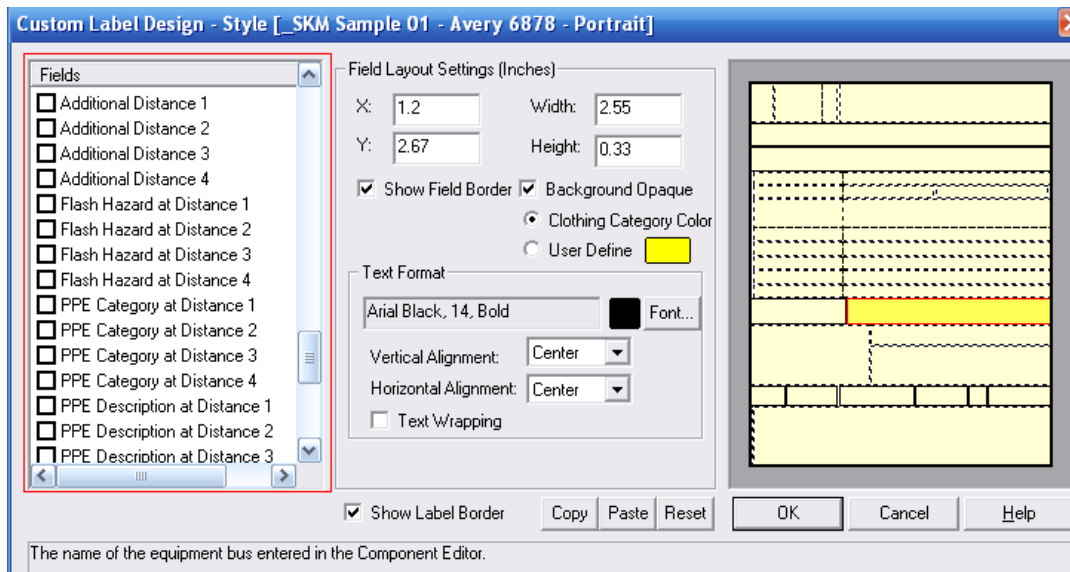 Custom Label Design - Style [_SKM Sample 01 - Avery 6878 - Portrait]
Fields
Additional Distance 1
Additional Distance 2
Additional Distance 3
Additional Distance 4
Flash Hazard at Distance 1
Flash Hazard at Distance 2
Flash Hazard at Distance 3
Flash Hazard at Distance 4
PPE Category at Distance 1
PPE Category at Distance 2
PPE Category at Distance 3
PPE Category at Distance 4
PPE Description at Distance 1
PPE Description at Distance 2
PPE Description at Distance 3
Field Layout Settings (Inches)
X: 1.2 Width: 2.55
Y: 2.67 Height: 0.33
Show Field Border Background Opaque
Clothing Category Color
User Define
Text Format
Arial Black, 14, Bold Font...
Vertical Alignment: Center
Horizontal Alignment: Center
Text Wrapping
Show Label Border Copy Paste Reset OK Cancel Help
The name of the equipment bus entered in the Component Editor.